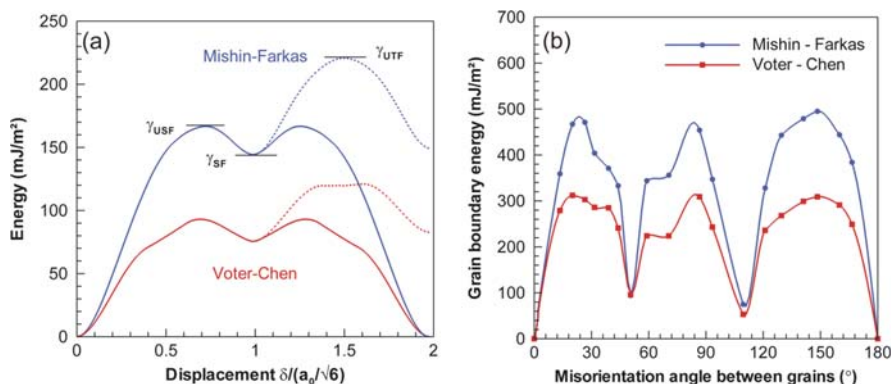 (a)
Mishin-Farkas
γUTF
γUSF
γSF
Voter-Chen
Energy (mJ/m²)
250
200
150
100
50
0
0 0.5 1 1.5 2
Displacement δ/(a₀/√6)
(b)
Mishin - Farkas
Voter - Chen
Grain boundary energy (mJ/m²)
700
600
500
400
300
200
100
0
0 30 60 90 120 150 180
Misorientation angle between grains (°)